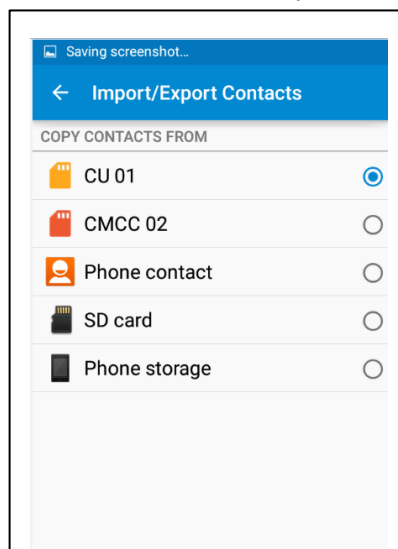 Saving screenshot...
Import/Export Contacts
COPY CONTACTS FROM
CU 01
CMCC 02
Phone contact
SD card
Phone storage